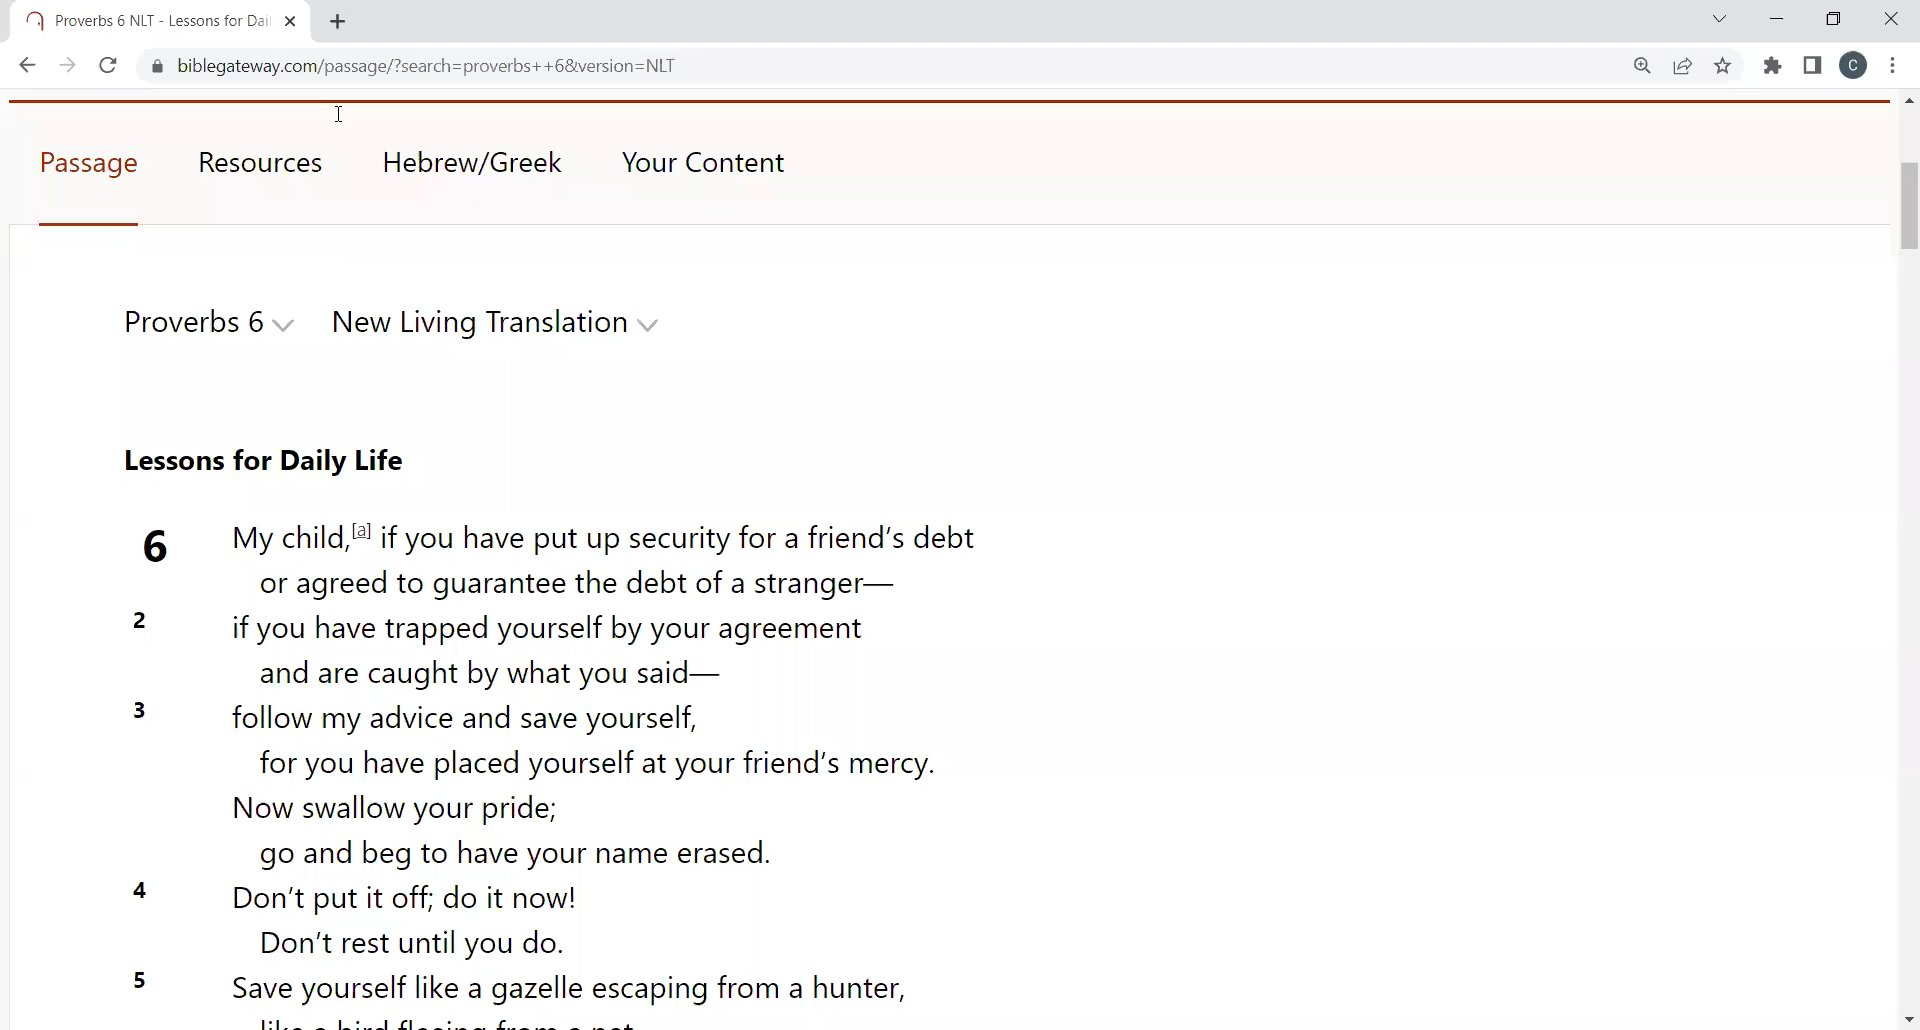 Proverbs 6 NLT - Lessons for Dai
biblegateway.com/passage/?search=proverbs++6&version=NLT
C
Passage Resources Hebrew/Greek Your Content
Proverbs 6 New Living Translation
Lessons for Daily Life
6 My child,[a] if you have put up security for a friend’s debt
or agreed to guarantee the debt of a stranger—
2 if you have trapped yourself by your agreement
and are caught by what you said—
3 follow my advice and save yourself,
for you have placed yourself at your friend’s mercy.
Now swallow your pride;
go and beg to have your name erased.
4 Don’t put it off; do it now!
Don’t rest until you do.
5 Save yourself like a gazelle escaping from a hunter,
like a bird fleeing from a net.